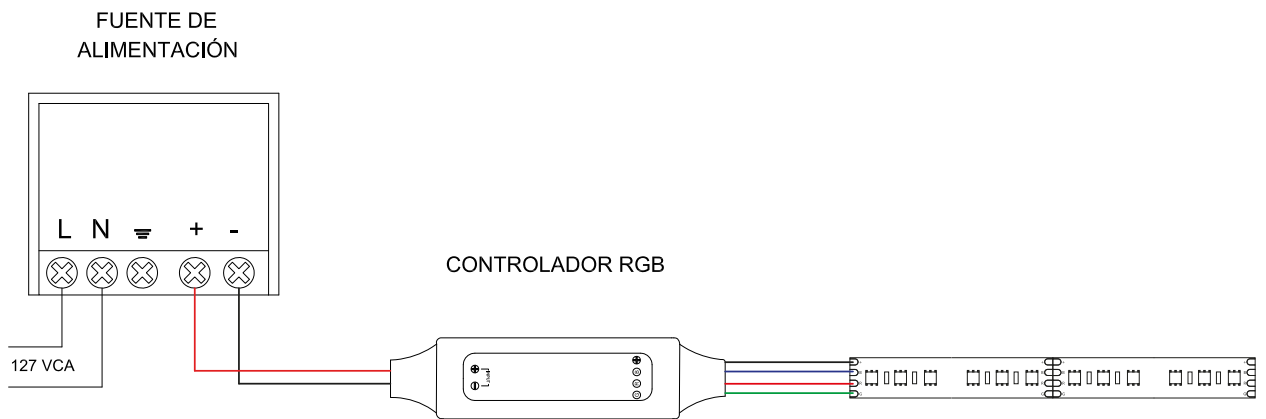 FUENTE DE
ALIMENTACIÓN
L N + -
CONTROLADOR RGB
127 VCA